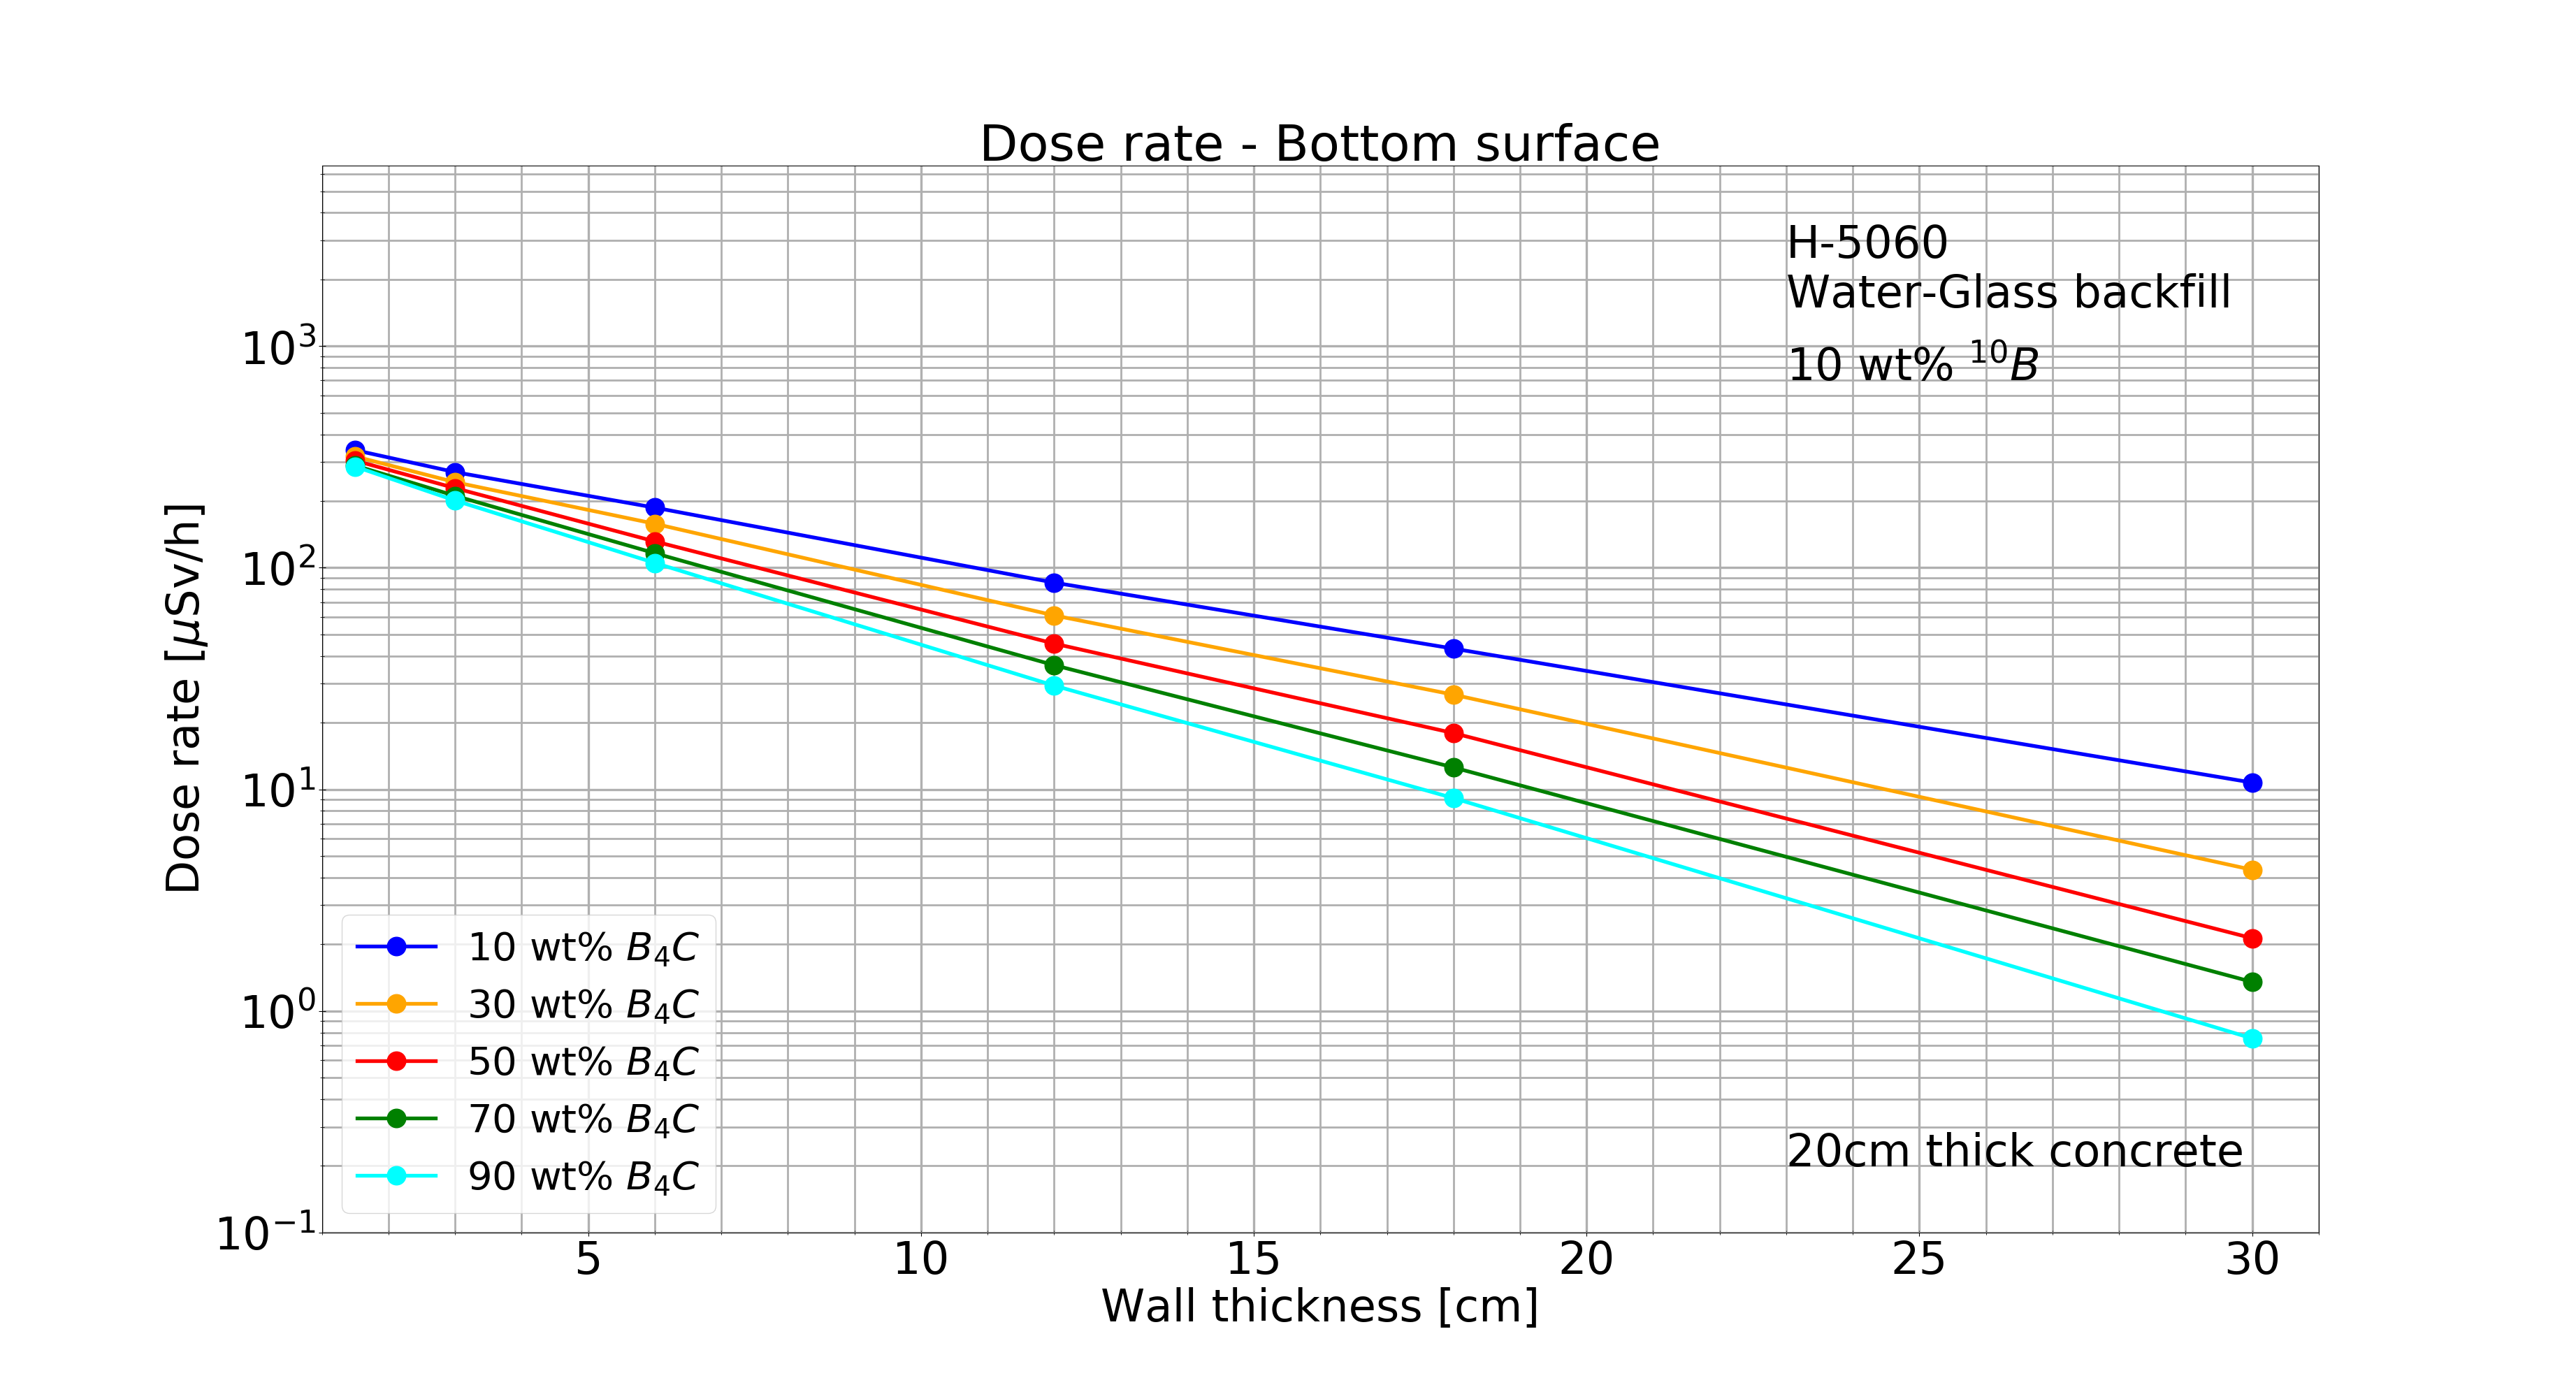 Dose rate - Bottom surface
H-5060
Water-Glass backfill
10 wt% ¹⁰B
10³
10²
10¹
10⁰
10⁻¹
Dose rate [μSv/h]
10 wt% B₄C
30 wt% B₄C
50 wt% B₄C
70 wt% B₄C
90 wt% B₄C
20cm thick concrete
5 10 15 20 25 30
Wall thickness [cm]